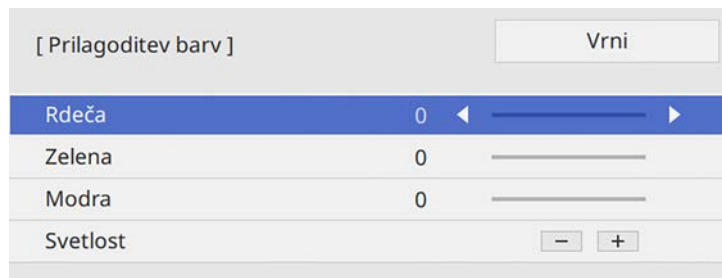 [ Prilagoditev barv ] Vrni
Rdeča 0
Zelena 0
Modra 0
Svetlost − +